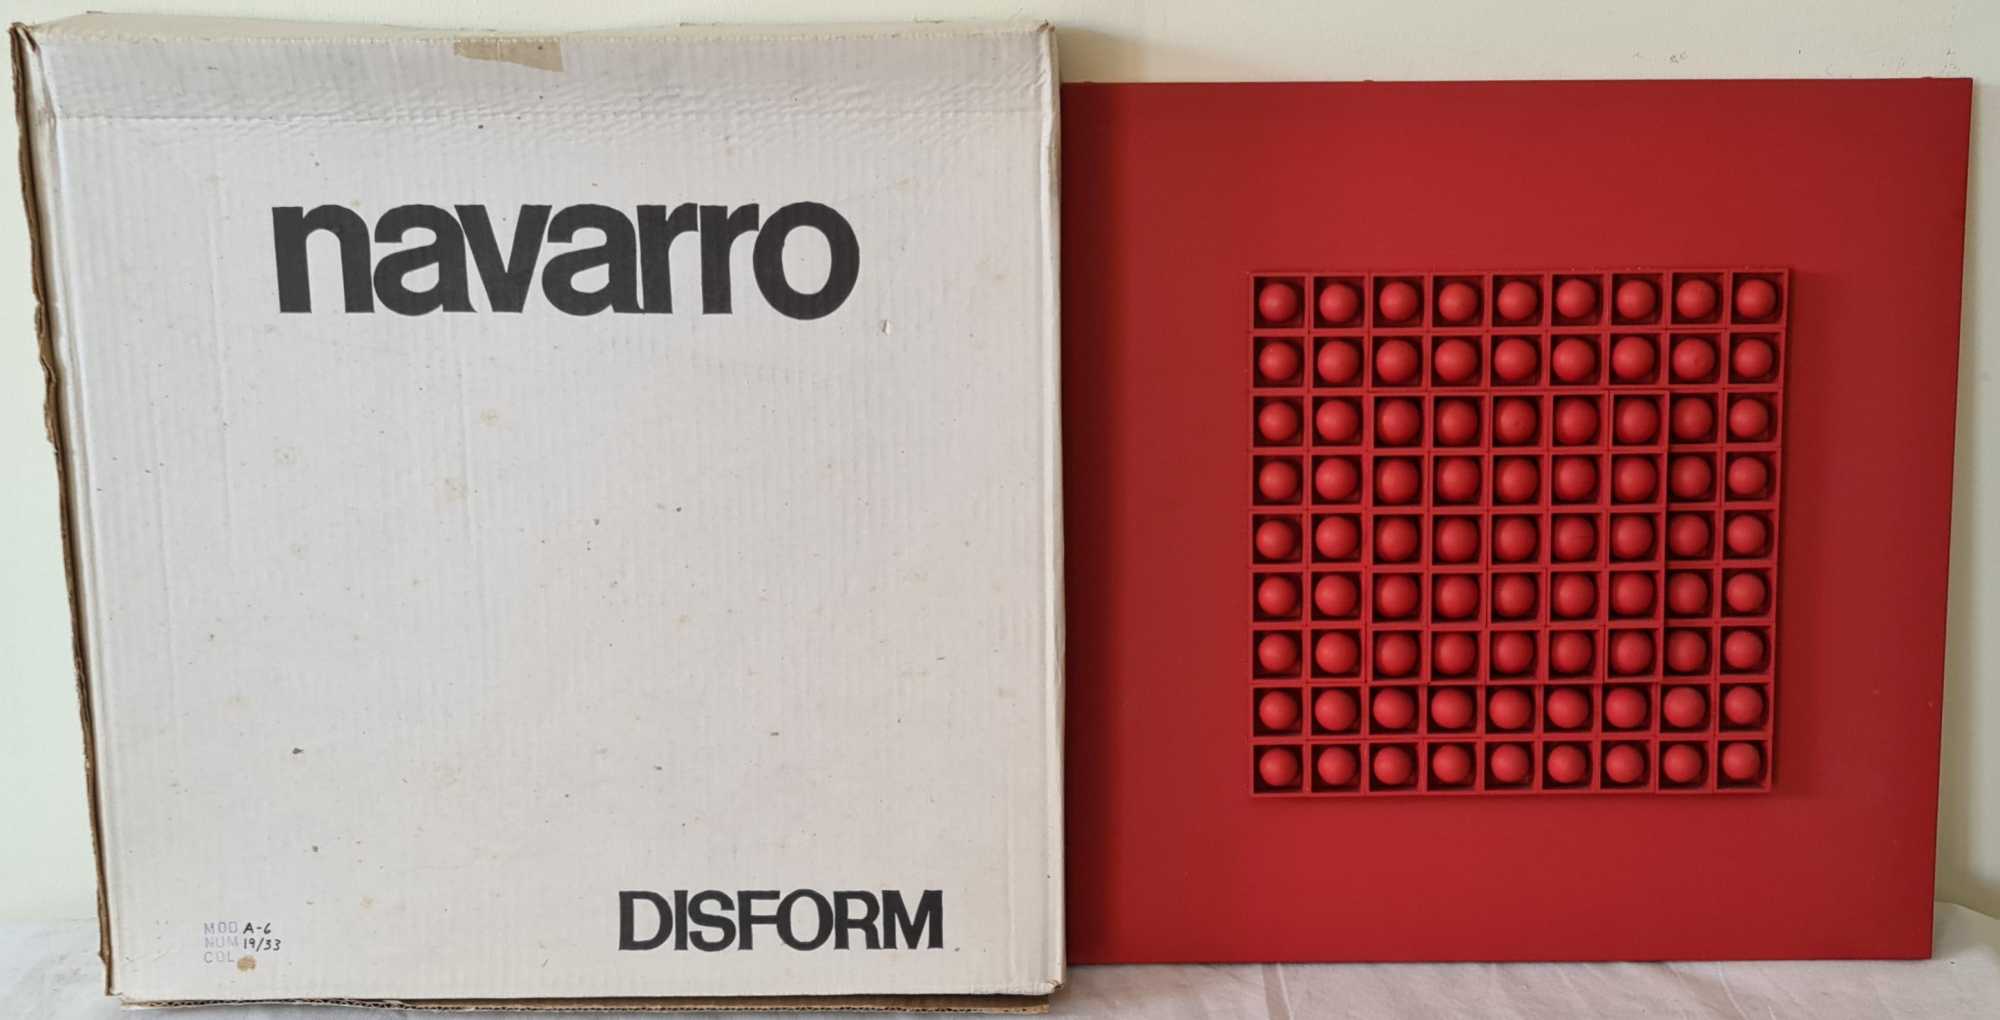 navarro
DISFORM
MOD A-6
NUM 19/33
COL